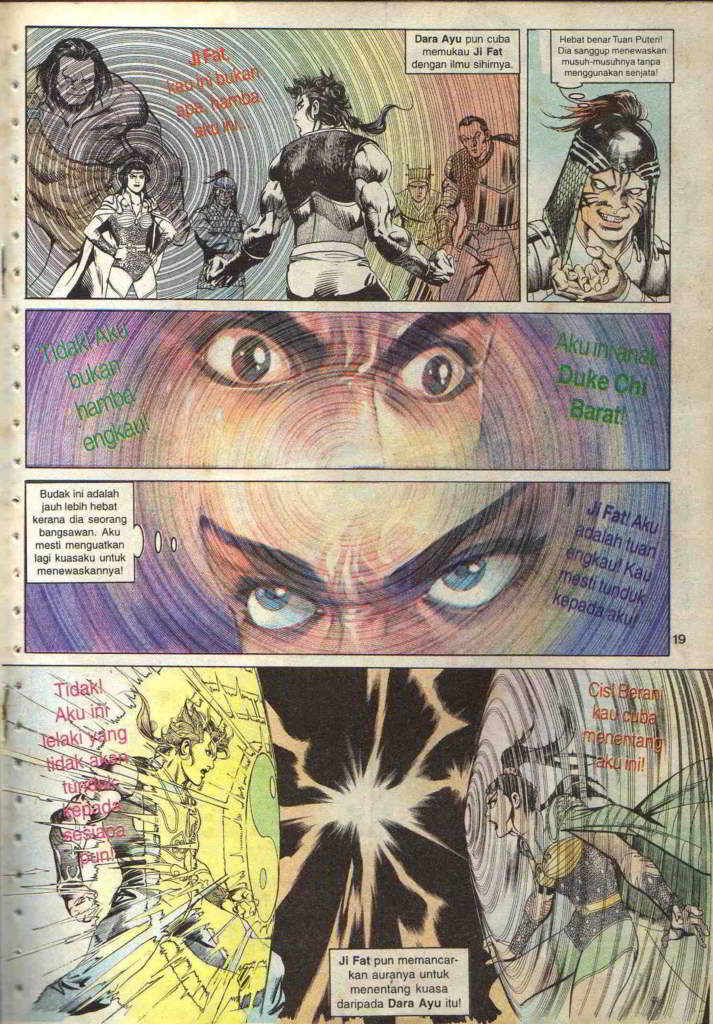 Dara Ayu pun cuba
memukau Ji Fat
dengan ilmu sihirnya.
Ji Fat,
kau ini bukan
apa, hamba
aku ini...
Hebat benar Tuan Puteri!
Dia sanggup menewaskan
musuh-musuhnya tanpa
menggunakan senjata!
Tidak! Aku
bukan
hamba
engkau!
Aku ini anak
Duke Chi
Barat!
Budak ini adalah
jauh lebih hebat
kerana dia seorang
bangsawan. Aku
mesti menguatkan
lagi kuasaku untuk
menewaskannya!
Ji Fat! Aku
adalah tuan
engkau! Kau
mesti tunduk
kepada aku!
19
Tidak!
Aku ini
lelaki yang
tidak akan
tunduk
kepada
sesiapa
pun!
Cis! Berani
kau cuba
menentang
aku ini!
Ji Fat pun memancar-
kan auranya untuk
menentang kuasa
daripada Dara Ayu itu!